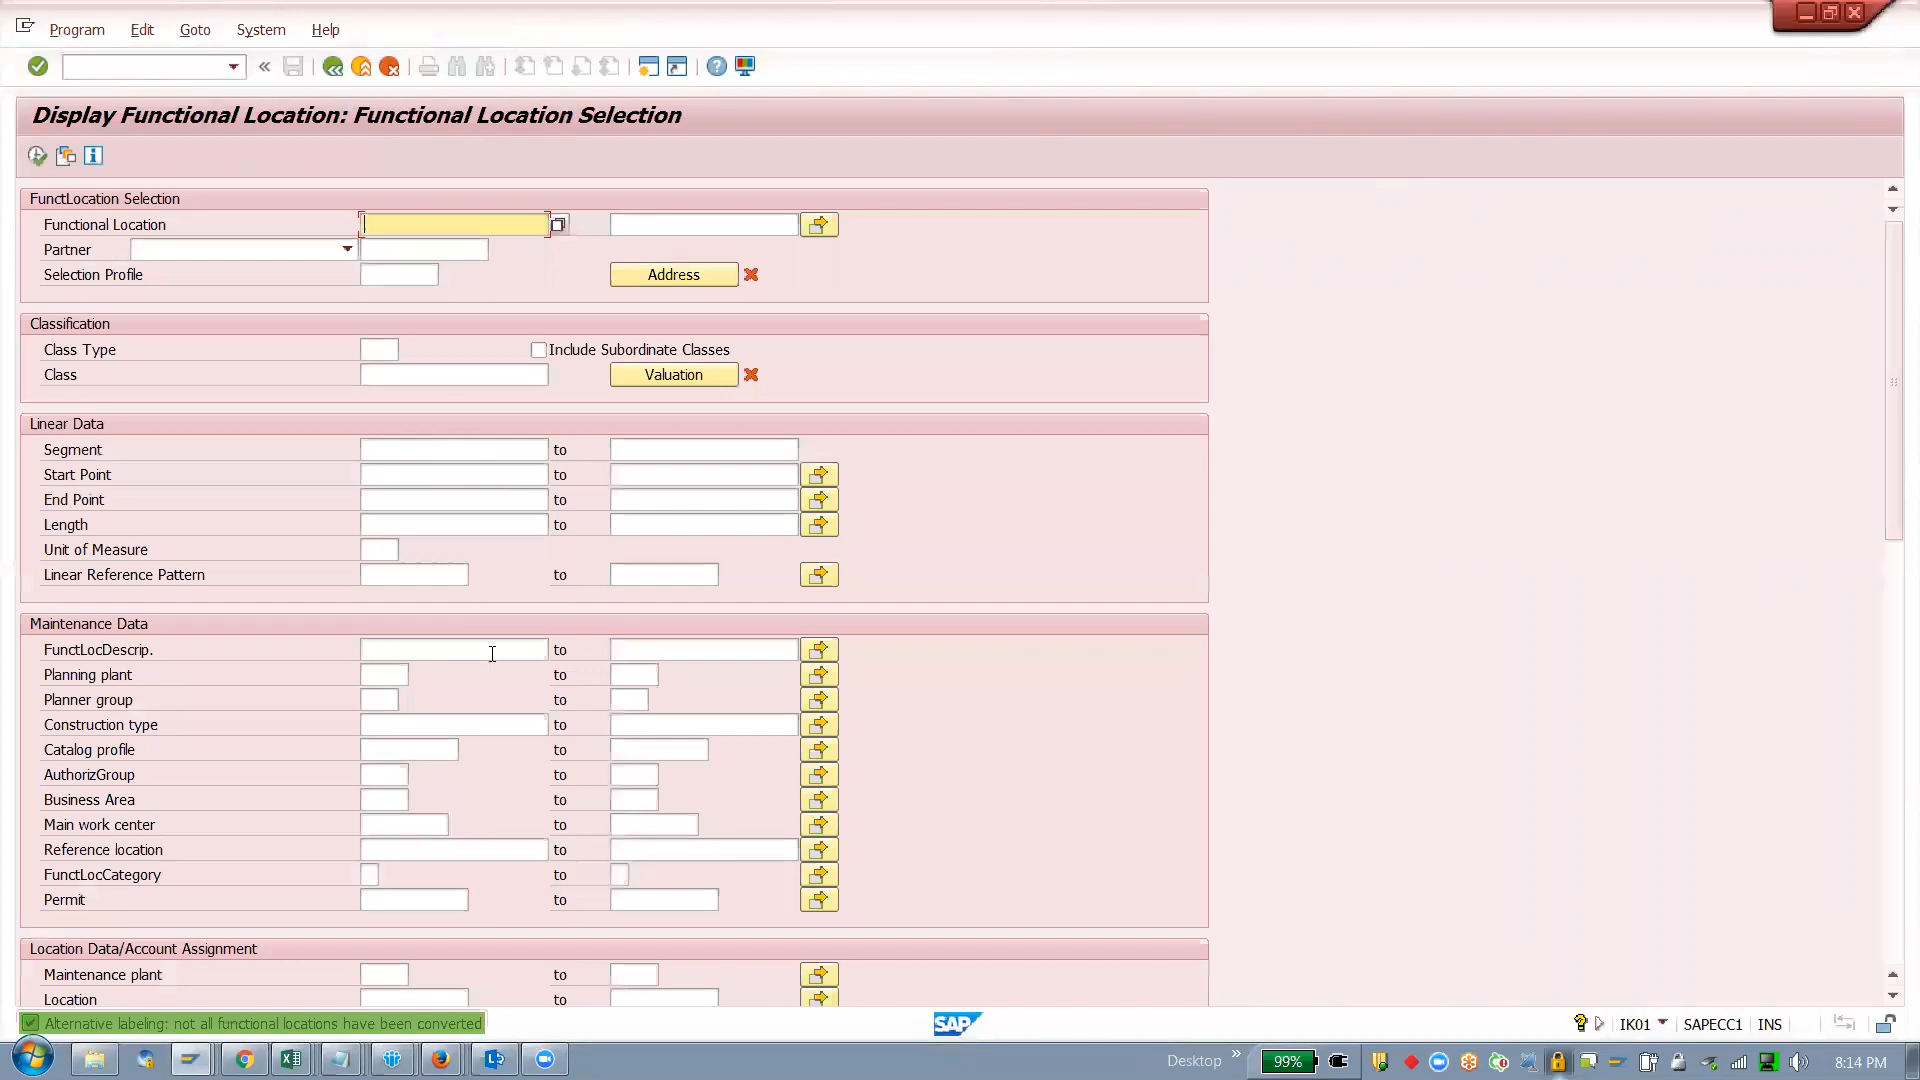 Program Edit Goto System Help
Display Functional Location: Functional Location Selection
FunctLocation Selection
Functional Location
Partner
Selection Profile Address
Classification
Class Type Include Subordinate Classes
Class Valuation
Linear Data
Segment to
Start Point to
End Point to
Length to
Unit of Measure
Linear Reference Pattern to
Maintenance Data
FunctLocDescrip. to
Planning plant to
Planner group to
Construction type to
Catalog profile to
AuthorizGroup to
Business Area to
Main work center to
Reference location to
FunctLocCategory to
Permit to
Location Data/Account Assignment
Maintenance plant to
Location to
Alternative labeling: not all functional locations have been converted SAP IK01 SAPECC1 INS
Desktop 99% 8:14 PM